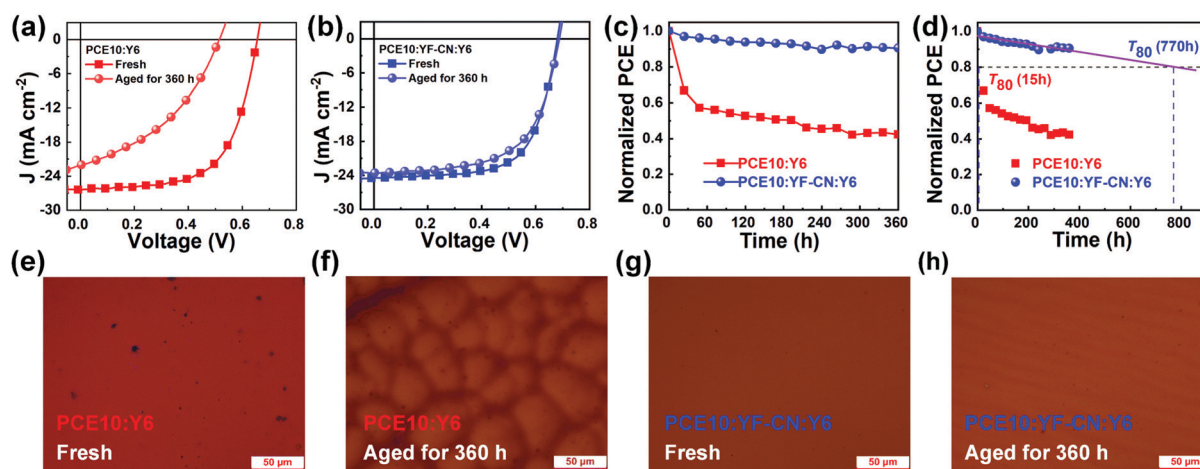 (a)
PCE10:Y6
Fresh
Aged for 360 h
J (mA cm⁻²)
0
-6
-12
-18
-24
-30
0.0 0.2 0.4 0.6 0.8
Voltage (V)
(b)
PCE10:YF-CN:Y6
Fresh
Aged for 360 h
J (mA cm⁻²)
0
-6
-12
-18
-24
-30
0.0 0.2 0.4 0.6 0.8
Voltage (V)
(c)
Normalized PCE
1.0
0.8
0.6
0.4
0.2
0.0
PCE10:Y6
PCE10:YF-CN:Y6
0 60 120 180 240 300 360
Time (h)
(d)
Normalized PCE
1.0
0.8
0.6
0.4
0.2
0.0
T80 (770h)
T80 (15h)
PCE10:Y6
PCE10:YF-CN:Y6
0 200 400 600 800
Time (h)
(e)
PCE10:Y6
Fresh
50 μm
(f)
PCE10:Y6
Aged for 360 h
50 μm
(g)
PCE10:YF-CN:Y6
Fresh
50 μm
(h)
PCE10:YF-CN:Y6
Aged for 360 h
50 μm